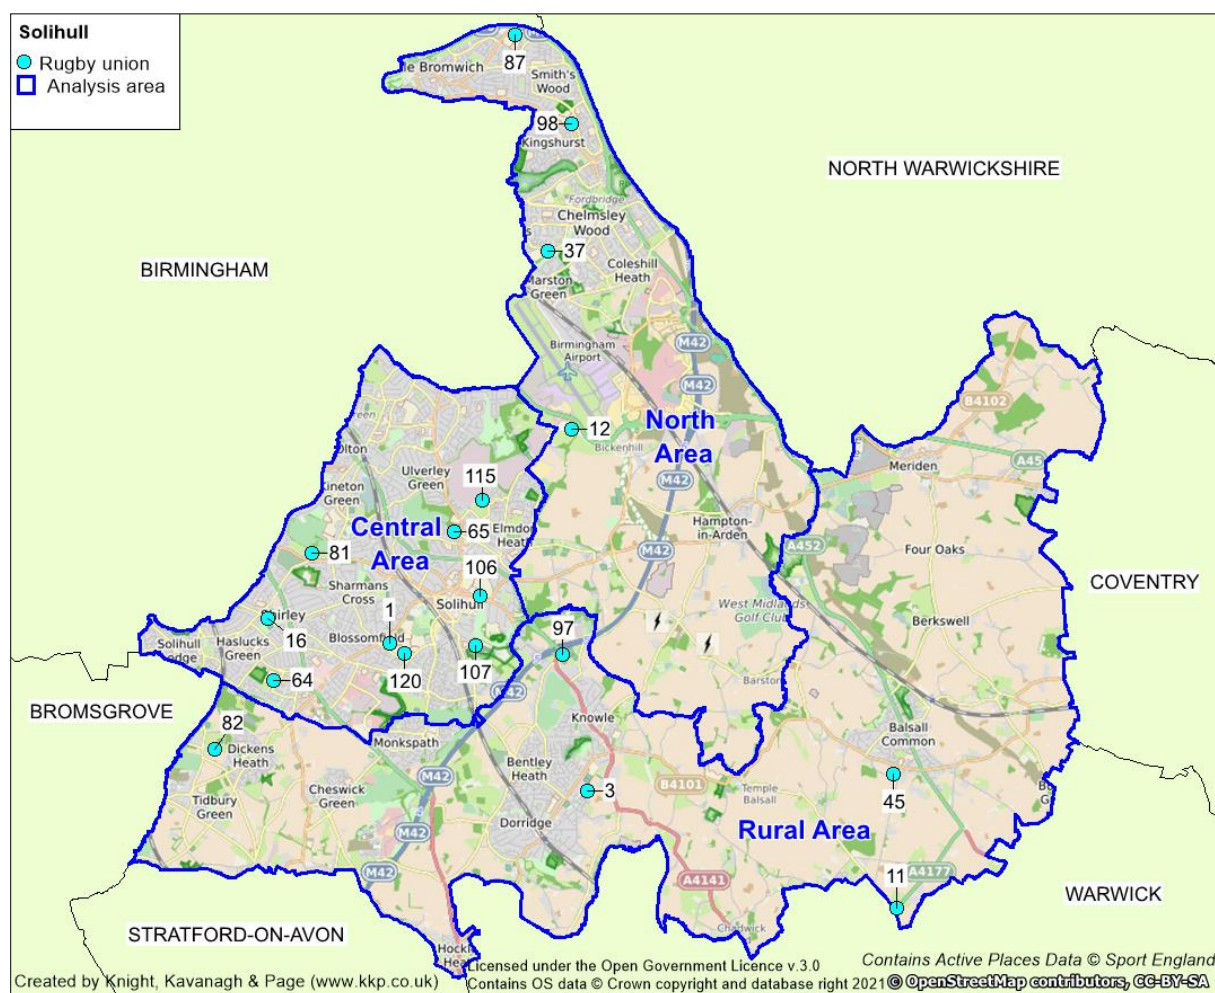 Solihull
Rugby union
Analysis area
87
le Bromwich
Smith's
Wood
98
Kingshurst
NORTH WARWICKSHIRE
Fordbridge
Chelmsley
Wood
37
BIRMINGHAM
Coleshill
Heath
Marston
Green
M42
Birmingham
Airport
M42
B4102
North
Area
12
Bickenhill
A45
Meriden
Ulverley
Green
115
M42
Kineton
Green
Central
Area
65
Elmdon
Heath
Hampton-
in-Arden
M42
A452
Four Oaks
81
COVENTRY
106
Sharmans
Cross
Solihull
West Midlands
Golf Club
Berkswell
Shirley
16
1
Blossomfield
97
Solihull
Haslucks
Green
120
107
64
M42
BROMSGROVE
Knowle
Balsall
Common
82
Dickens
Heath
Monkspath
Bentley
Heath
M42
B4101
Temple
Balsall
45
Cheswick
Green
3
Tidbury
Green
Dorridge
Rural Area
M42
M42
A4141
11
A4177
WARWICK
Chadwick
STRATFORD-ON-AVON
Created by Knight, Kavanagh & Page (www.kkp.co.uk)
Licensed under the Open Government Licence v.3.0
Contains OS data © Crown copyright and database right 2021
Contains Active Places Data © Sport England
© OpenStreetMap contributors, CC-BY-SA